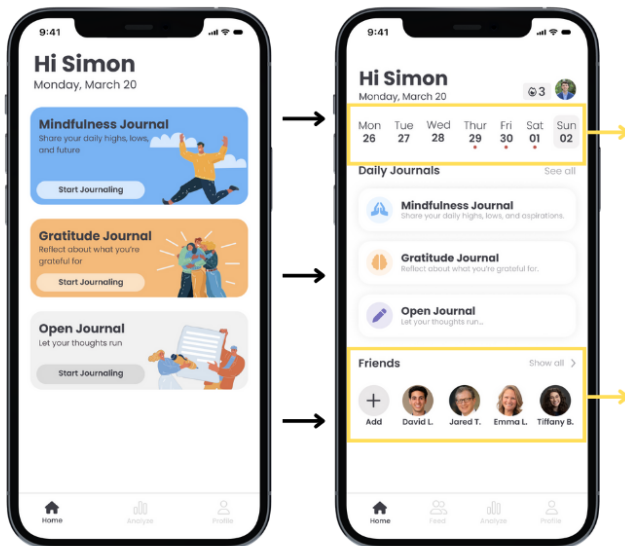 9:41
Hi Simon
Monday, March 20
Mindfulness Journal
Share your daily highs, lows,
and future
Start Journaling
Gratitude Journal
Reflect about what you're
grateful for
Start Journaling
Open Journal
Let your thoughts run
Start Journaling
Home
Analyze
Profile
9:41
Hi Simon
Monday, March 20
3
Mon Tue Wed Thur Fri Sat Sun
26 27 28 29 30 01 02
Daily Journals See all
Mindfulness Journal
Share your daily highs, lows, and aspirations.
Gratitude Journal
Reflect about what you're grateful for.
Open Journal
Let your thoughts run...
Friends Show all >
Add David L. Jared T. Emma L. Tiffany B.
Home Feed Analyze Profile